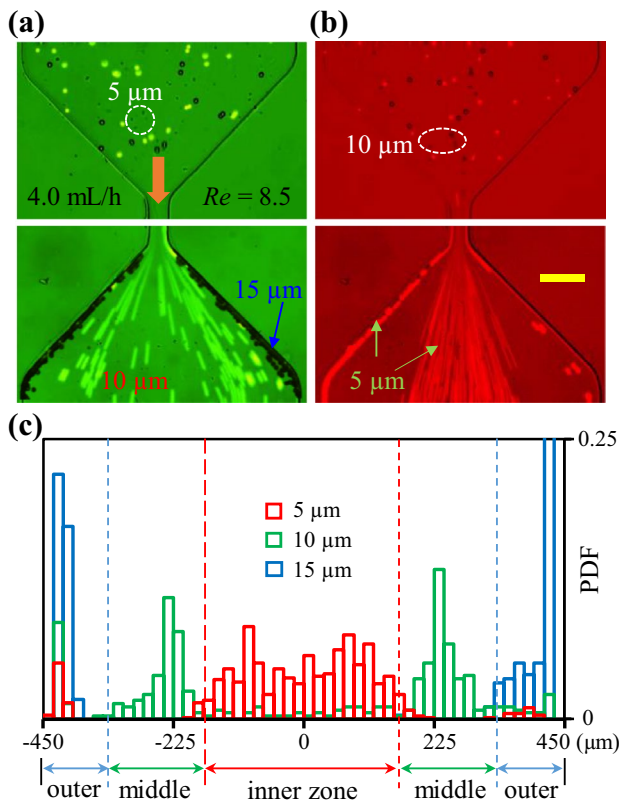 (a)
(b)
5 µm
10 µm
4.0 mL/h
Re = 8.5
15 µm
10 µm
5 µm
(c)
0.25
5 µm
10 µm
15 µm
PDF
0
-450
-225
0
225
450 (µm)
outer
middle
inner zone
middle
outer